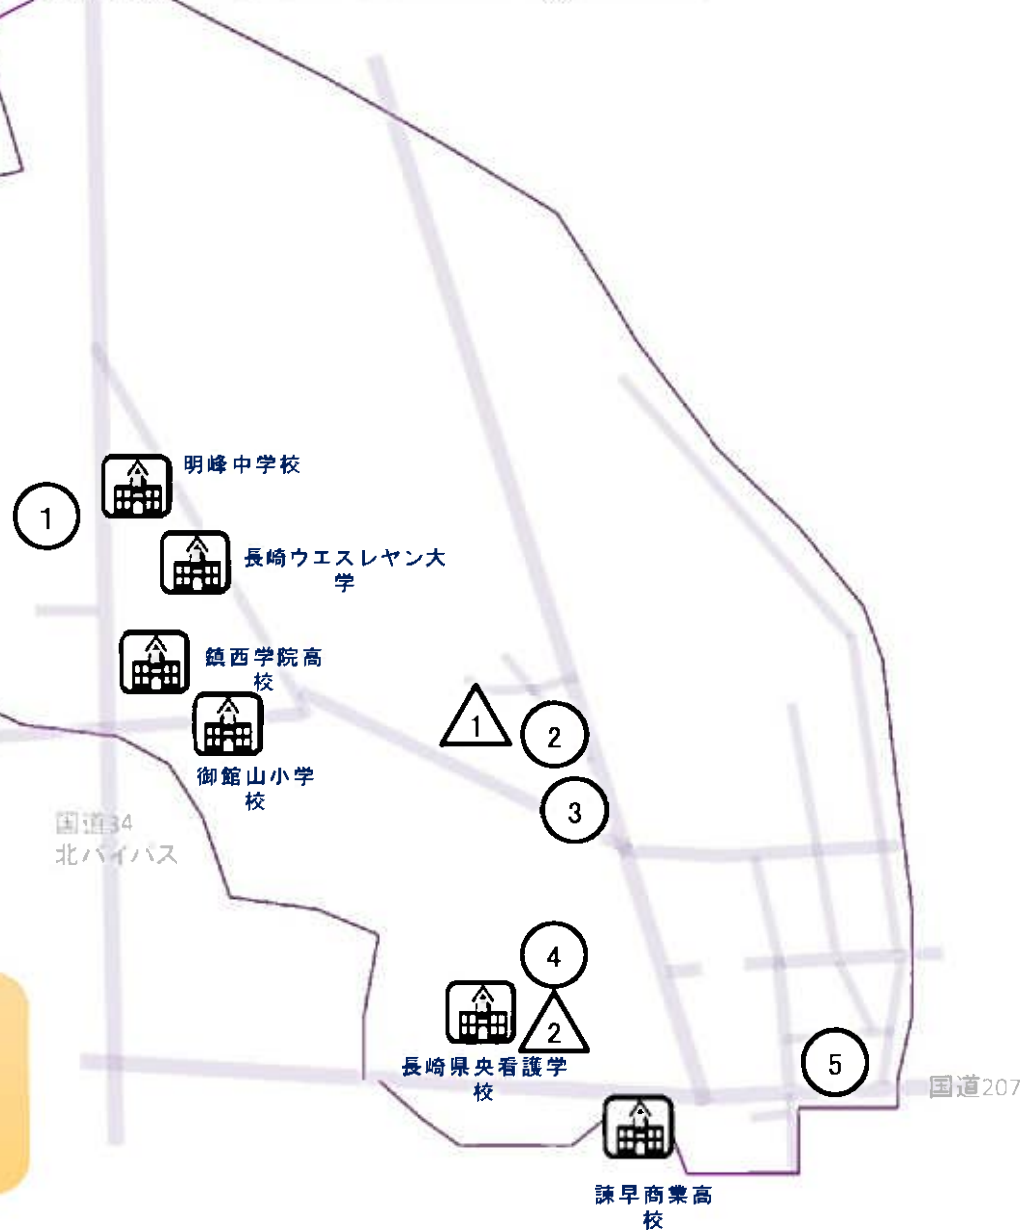 明峰中学校
1
長崎ウエスレヤン大
学
鎮西学院高
校
1
2
御館山小学
校
3
国道34
北バイパス
4
2
長崎県央看護学
校
5
国道207
諫早商業高
校